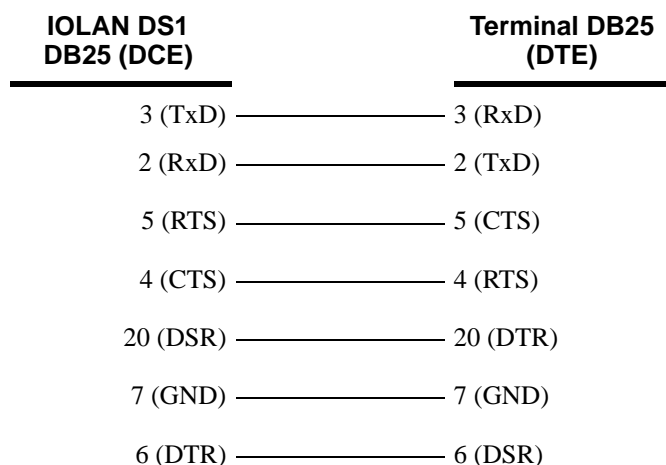 IOLAN DS1 Terminal DB25
DB25 (DCE) (DTE)
3 (TxD) 3 (RxD)
2 (RxD) 2 (TxD)
5 (RTS) 5 (CTS)
4 (CTS) 4 (RTS)
20 (DSR) 20 (DTR)
7 (GND) 7 (GND)
6 (DTR) 6 (DSR)